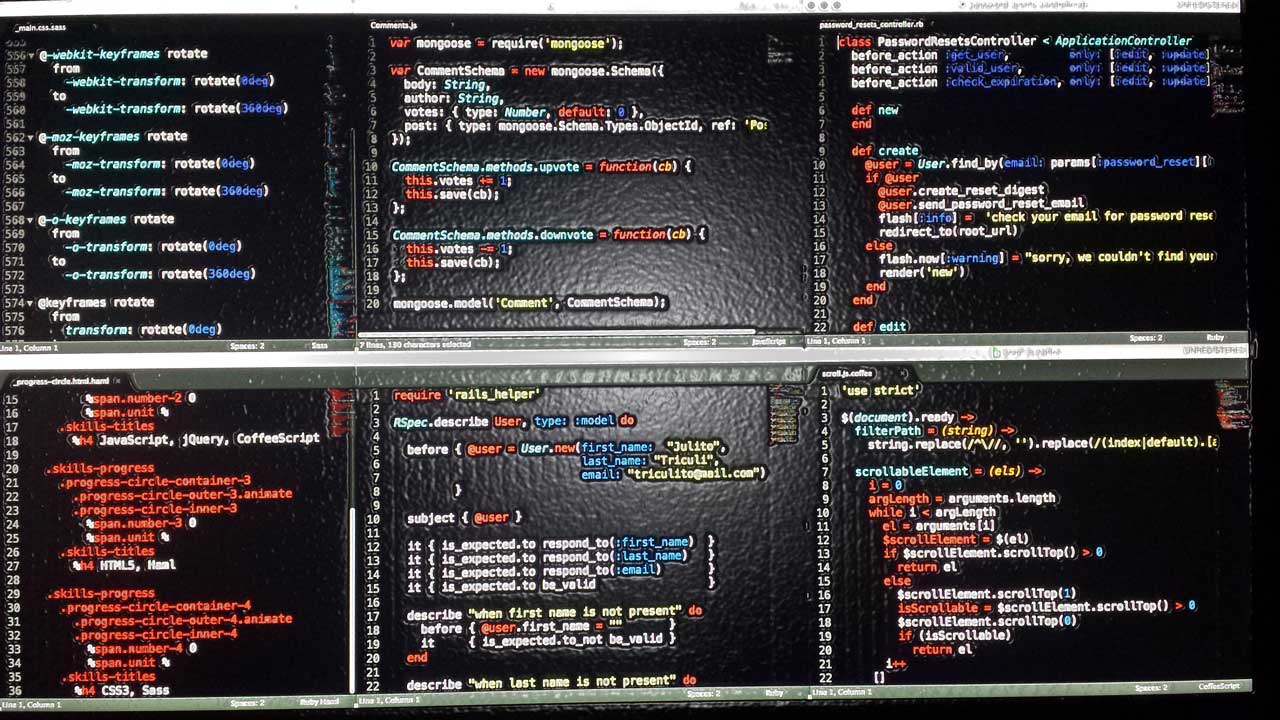 _main.css.sass
556 @-webkit-keyframes rotate
557 from
558 -webkit-transform: rotate(0deg)
559 to
560 -webkit-transform: rotate(360deg)
561
562 @-moz-keyframes rotate
563 from
564 -moz-transform: rotate(0deg)
565 to
566 -moz-transform: rotate(360deg)
567
568 @-o-keyframes rotate
569 from
570 -o-transform: rotate(0deg)
571 to
572 -o-transform: rotate(360deg)
573
574 @keyframes rotate
575 from
576 transform: rotate(0deg)
Line 1, Column 1 Spaces: 2 Sass
Comments.js
1 var mongoose = require('mongoose');
2
3 var CommentSchema = new mongoose.Schema({
4 body: String,
5 author: String,
6 votes: { type: Number, default: 0 },
7 post: { type: mongoose.Schema.Types.ObjectId, ref: 'Po
8 });
9
10 CommentSchema.methods.upvote = function(cb) {
11 this.votes += 1;
12 this.save(cb);
13 };
14
15 CommentSchema.methods.downvote = function(cb) {
16 this.votes -= 1;
17 this.save(cb);
18 };
19
20 mongoose.model('Comment', CommentSchema);
7 lines, 130 characters selected Spaces: 2 JavaScript
UNREGISTERED
password_resets_controller.rb
1 class PasswordResetsController < ApplicationController
2 before_action :get_user, only: [:edit, :update]
3 before_action :valid_user, only: [:edit, :update]
4 before_action :check_expiration, only: [:edit, :update]
5
6 def new
7 end
8
9 def create
10 @user = User.find_by(email: params[:password_reset][
11 if @user
12 @user.create_reset_digest
13 @user.send_password_reset_email
14 flash[:info] = 'check your email for password rese
15 redirect_to(root_url)
16 else
17 flash.now[:warning] = "sorry, we couldn't find your
18 render('new')
19 end
20 end
21
22 def edit
Line 1, Column 1 Spaces: 2 Ruby
_progress-circle.html.haml
15 %span.number-2 0
16 %span.unit %
17 .skills-titles
18 %h4 JavaScript, jQuery, CoffeeScript
19
20 .skills-progress
21 .progress-circle-container-3
22 .progress-circle-outer-3.animate
23 .progress-circle-inner-3
24 %span.number-3 0
25 %span.unit %
26 .skills-titles
27 %h4 HTML5, Haml
28
29 .skills-progress
30 .progress-circle-container-4
31 .progress-circle-outer-4.animate
32 .progress-circle-inner-4
33 %span.number-4 0
34 %span.unit %
35 .skills-titles
36 %h4 CSS3, Sass
Line 1, Column 1 Spaces: 2 Ruby Haml
1 require 'rails_helper'
2
3 RSpec.describe User, type: :model do
4
5 before { @user = User.new(first_name: "Julito",
6 last_name: "Triculi",
7 email: "triculito@mail.com")
8 }
9
10 subject { @user }
11
12 it { is_expected.to respond_to(:first_name) }
13 it { is_expected.to respond_to(:last_name) }
14 it { is_expected.to respond_to(:email) }
15 it { is_expected.to be_valid }
16
17 describe "when first name is not present" do
18 before { @user.first_name = "" }
19 it { is_expected.to_not be_valid }
20 end
21
22 describe "when last name is not present" do
Line 1, Column 1 Spaces: 2 Ruby
UNREGISTERED
scroll.js.coffee
1 'use strict'
2
3 $(document).ready ->
4 filterPath = (string) ->
5 string.replace(/^\//, '').replace(/(index|default).[a
6
7 scrollableElement = (els) ->
8 i = 0
9 argLength = arguments.length
10 while i < argLength
11 el = arguments[i]
12 $scrollElement = $(el)
13 if $scrollElement.scrollTop() > 0
14 return el
15 else
16 $scrollElement.scrollTop(1)
17 isScrollable = $scrollElement.scrollTop() > 0
18 $scrollElement.scrollTop(0)
19 if (isScrollable)
20 return el
21 i++
22 []
Line 1, Column 1 Spaces: 2 CoffeeScript